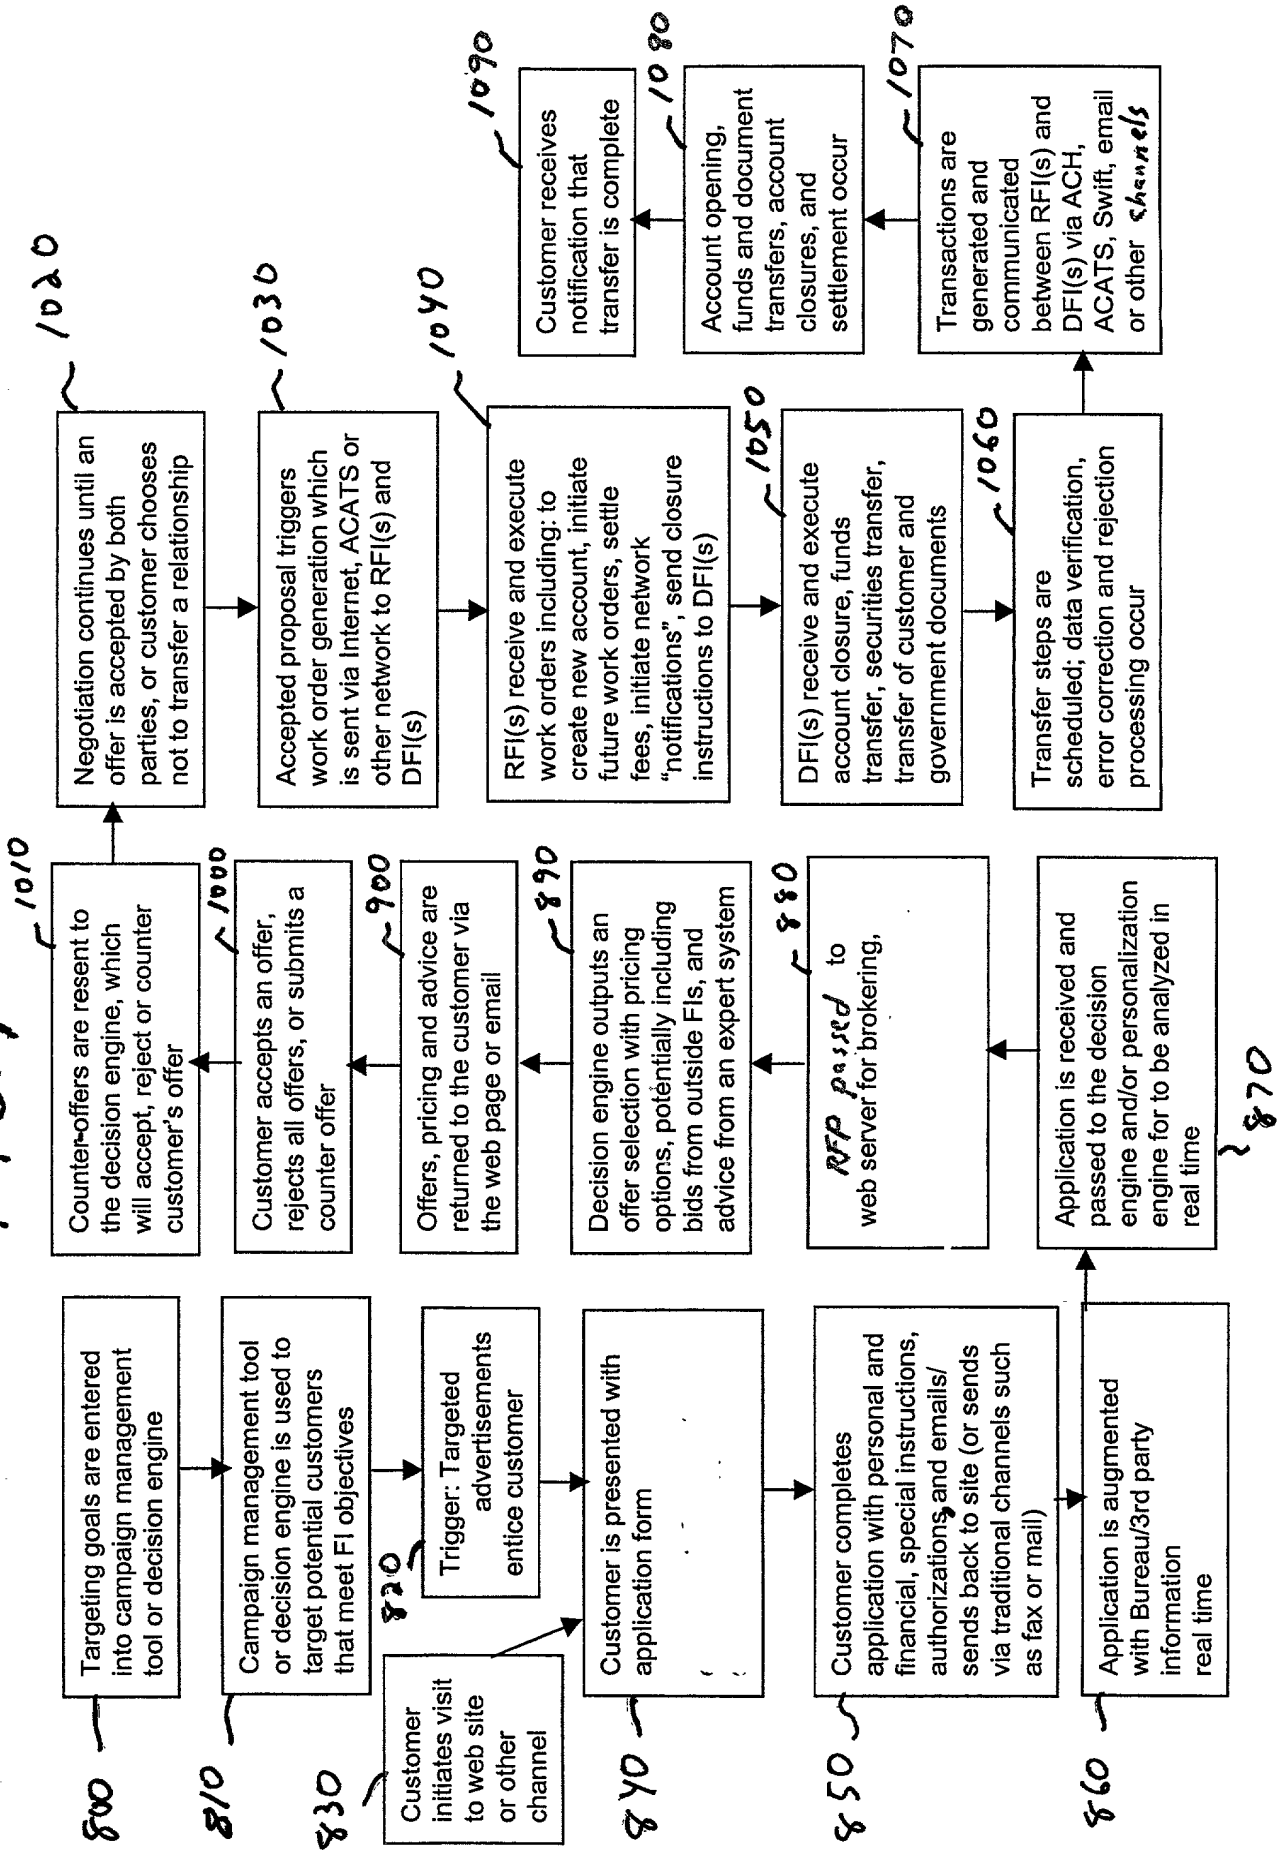 800
Targeting goals are entered
into campaign management
tool or decision engine
810
Campaign management tool
or decision engine is used to
target potential customers
that meet FI objectives
820
Trigger: Targeted
advertisements
entice customer
830
Customer
initiates visit
to web site
or other
channel
840
Customer is presented with
application form
850
Customer completes
application with personal and
financial, special instructions,
authorizations, and emails/
sends back to site (or sends
via traditional channels such
as fax or mail)
860
Application is augmented
with Bureau/3rd party
information
real time
870
Application is received and
passed to the decision
engine and/or personalization
engine for to be analyzed in
real time
880
RFP passed to
web server for brokering,
890
Decision engine outputs an
offer selection with pricing
options, potentially including
bids from outside FIs, and
advice from an expert system
900
Offers, pricing and advice are
returned to the customer via
the web page or email
1000
Customer accepts an offer,
rejects all offers, or submits a
counter offer
1010
Counter-offers are resent to
the decision engine, which
will accept, reject or counter
customer's offer
1020
Negotiation continues until an
offer is accepted by both
parties, or customer chooses
not to transfer a relationship
1030
Accepted proposal triggers
work order generation which
is sent via Internet, ACATS or
other network to RFI(s) and
DFI(s)
1040
RFI(s) receive and execute
work orders including: to
create new account, initiate
future work orders, settle
fees, initiate network
“notifications”, send closure
instructions to DFI(s)
1050
DFI(s) receive and execute
account closure, funds
transfer, securities transfer,
transfer of customer and
government documents
1060
Transfer steps are
scheduled; data verification,
error correction and rejection
processing occur
1070
Transactions are
generated and
communicated
between RFI(s) and
DFI(s) via ACH,
ACATS, Swift, email
or other channels
1080
Account opening,
funds and document
transfers, account
closures, and
settlement occur
1090
Customer receives
notification that
transfer is complete